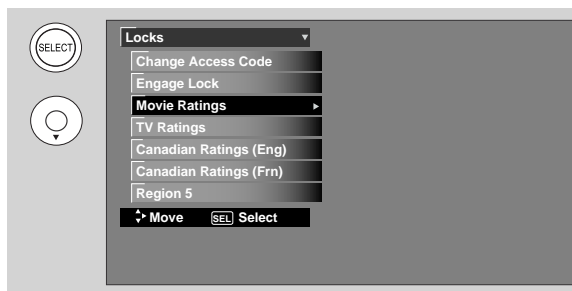 SELECT
Locks
Change Access Code
Engage Lock
Movie Ratings
TV Ratings
Canadian Ratings (Eng)
Canadian Ratings (Frn)
Region 5
Move SEL Select